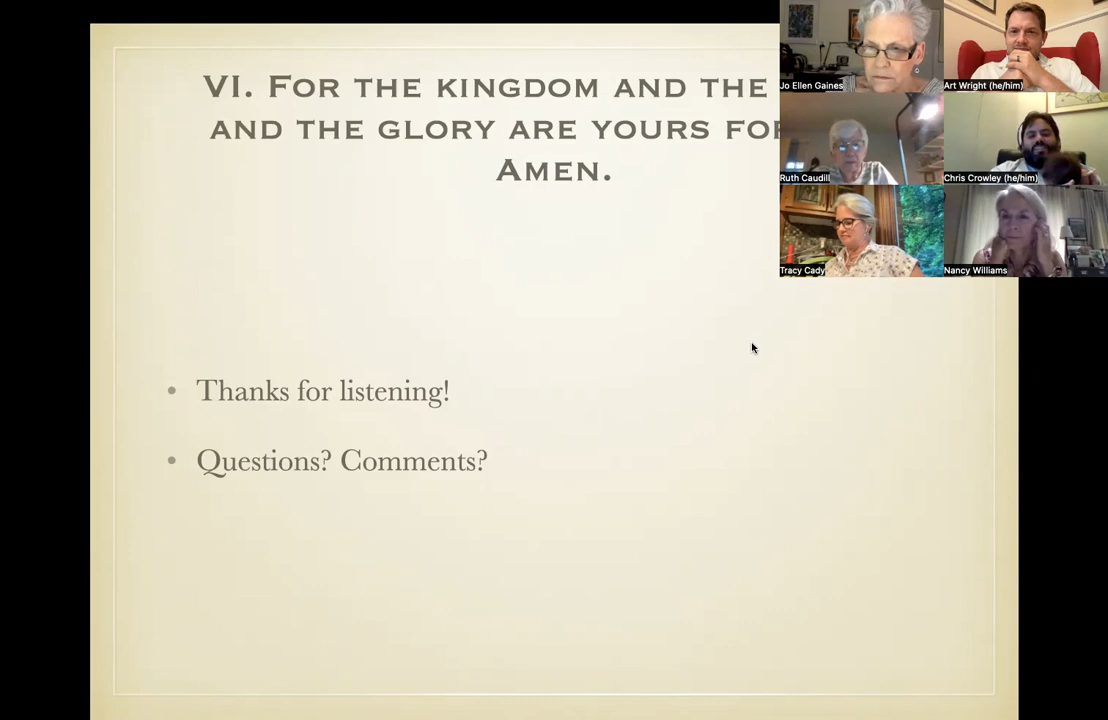 VI. FOR THE KINGDOM AND THE
AND THE GLORY ARE YOURS FOR
AMEN.
• Thanks for listening!
• Questions? Comments?
Jo Ellen Gaines
Art Wright (he/him)
Ruth Caudill
Chris Crowley (he/him)
Tracy Cady
Nancy Williams